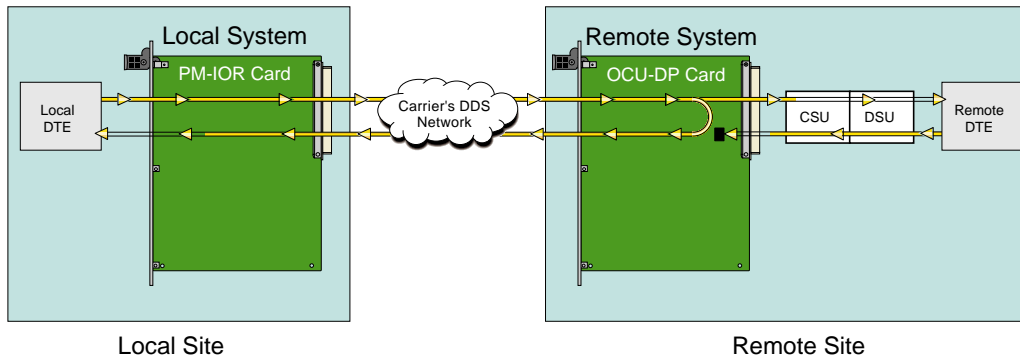 Local System
Remote System
PM-IOR Card
OCU-DP Card
Local
DTE
Carrier's DDS
Network
CSU
DSU
Remote
DTE
Local Site
Remote Site